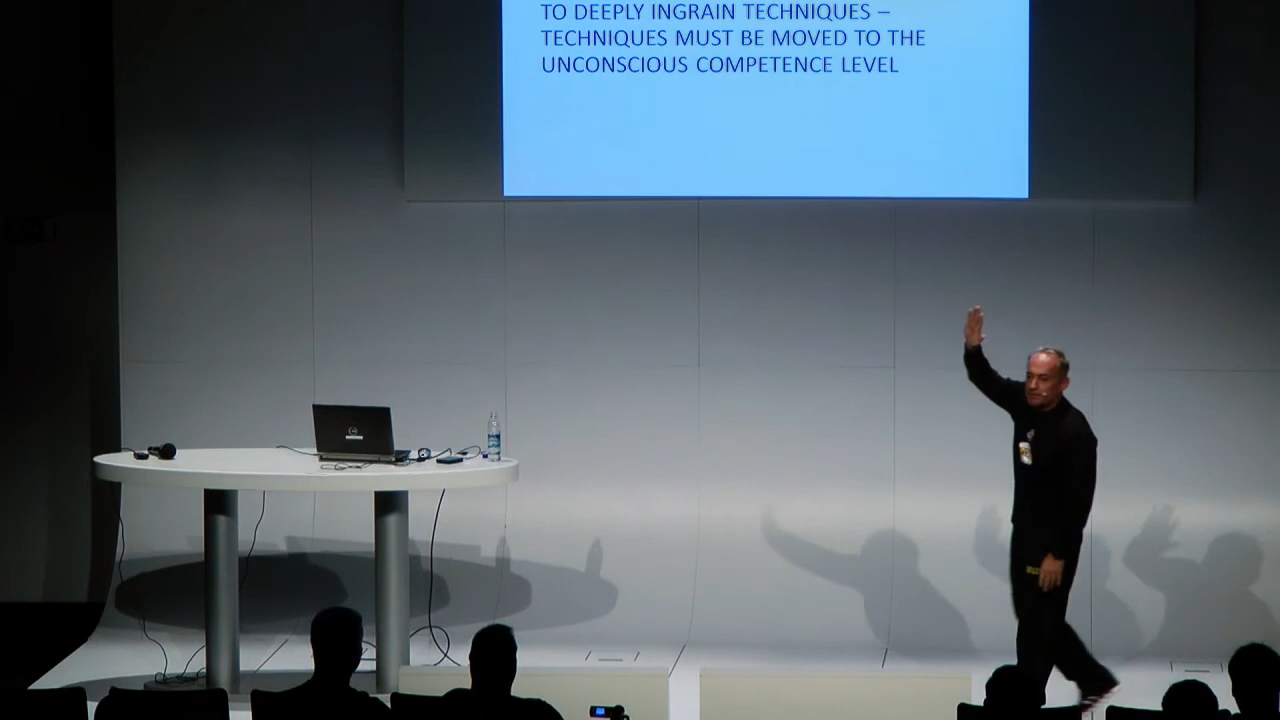 TO DEEPLY INGRAIN TECHNIQUES –
TECHNIQUES MUST BE MOVED TO THE
UNCONSCIOUS COMPETENCE LEVEL